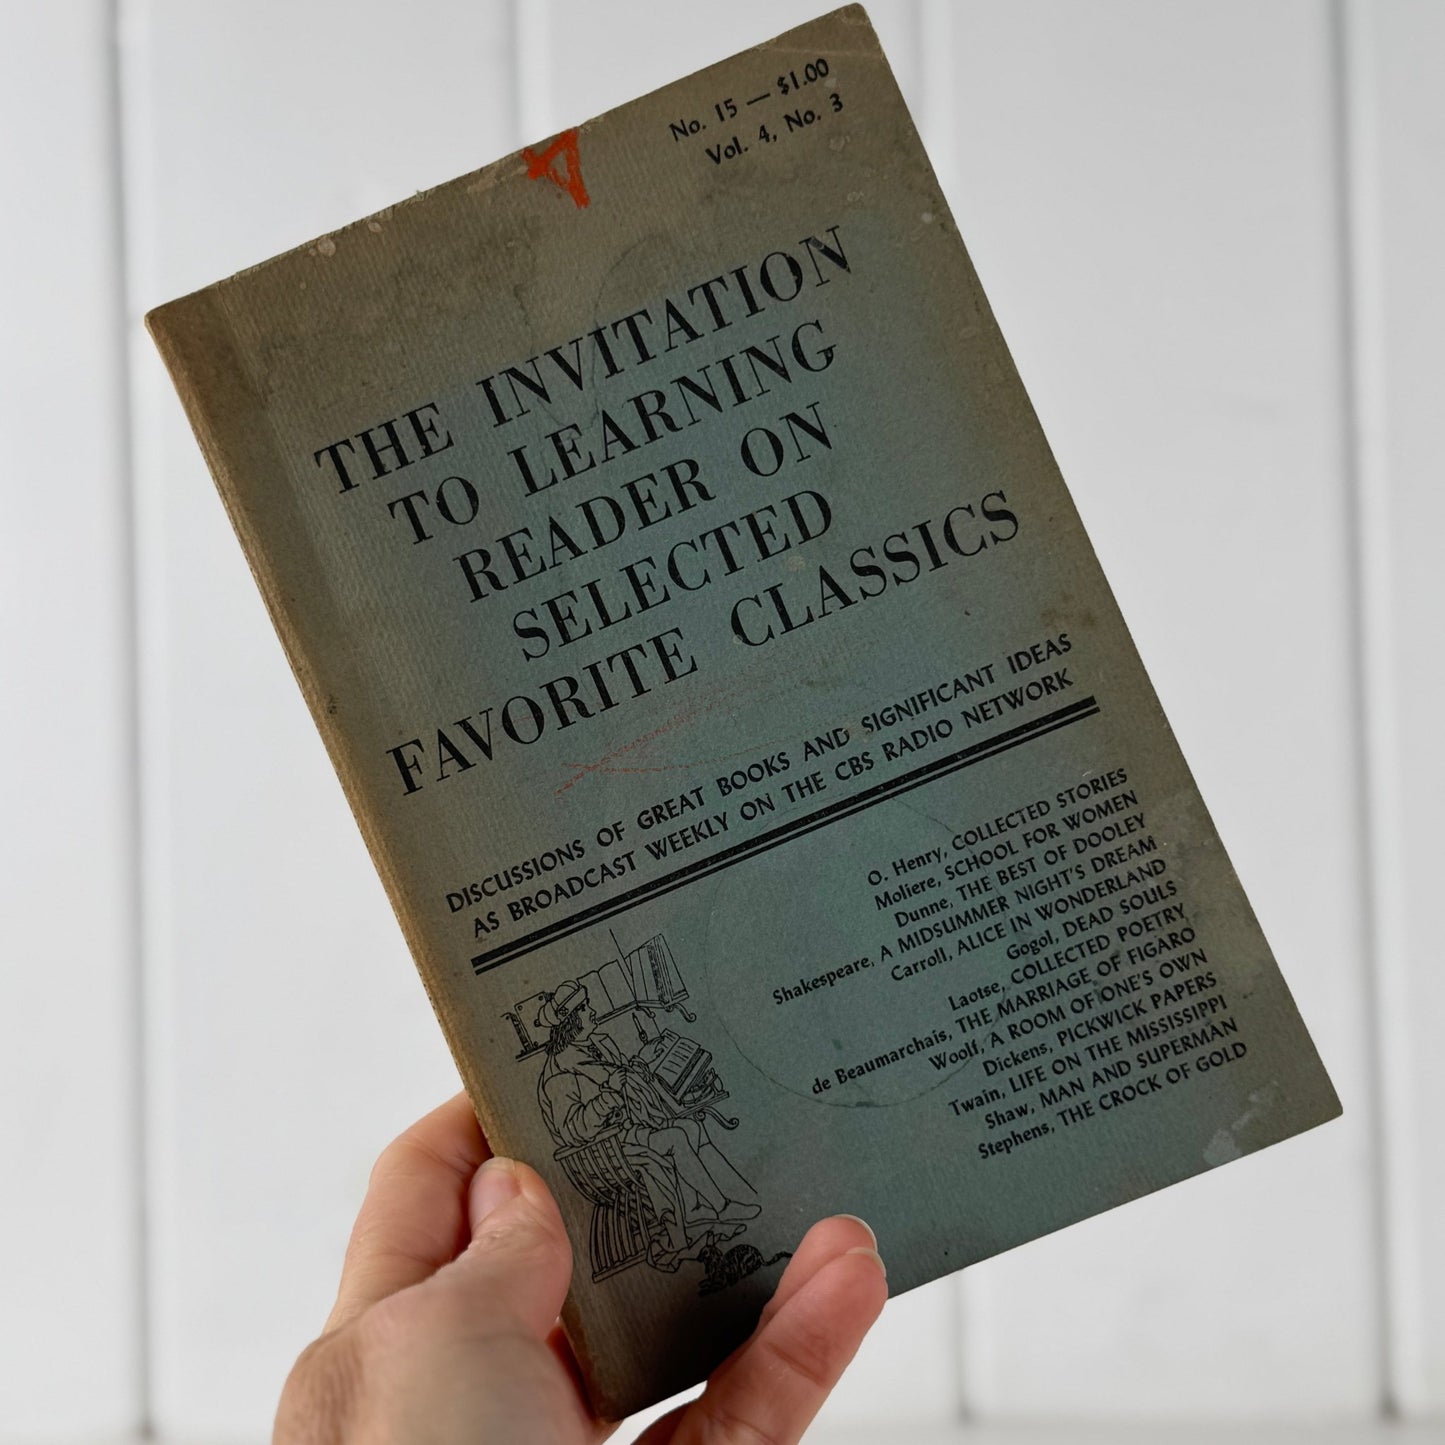 No. 15 — $1.00
Vol. 4, No. 3
THE INVITATION
TO LEARNING
READER ON
SELECTED
FAVORITE CLASSICS
DISCUSSIONS OF GREAT BOOKS AND SIGNIFICANT IDEAS
AS BROADCAST WEEKLY ON THE CBS RADIO NETWORK
O. Henry, COLLECTED STORIES
Moliere, SCHOOL FOR WOMEN
Dunne, THE BEST OF DOOLEY
Shakespeare, A MIDSUMMER NIGHT'S DREAM
Carroll, ALICE IN WONDERLAND
Gogol, DEAD SOULS
Laotse, COLLECTED POETRY
de Beaumarchais, THE MARRIAGE OF FIGARO
Woolf, A ROOM OF ONE'S OWN
Dickens, PICKWICK PAPERS
Twain, LIFE ON THE MISSISSIPPI
Shaw, MAN AND SUPERMAN
Stephens, THE CROCK OF GOLD